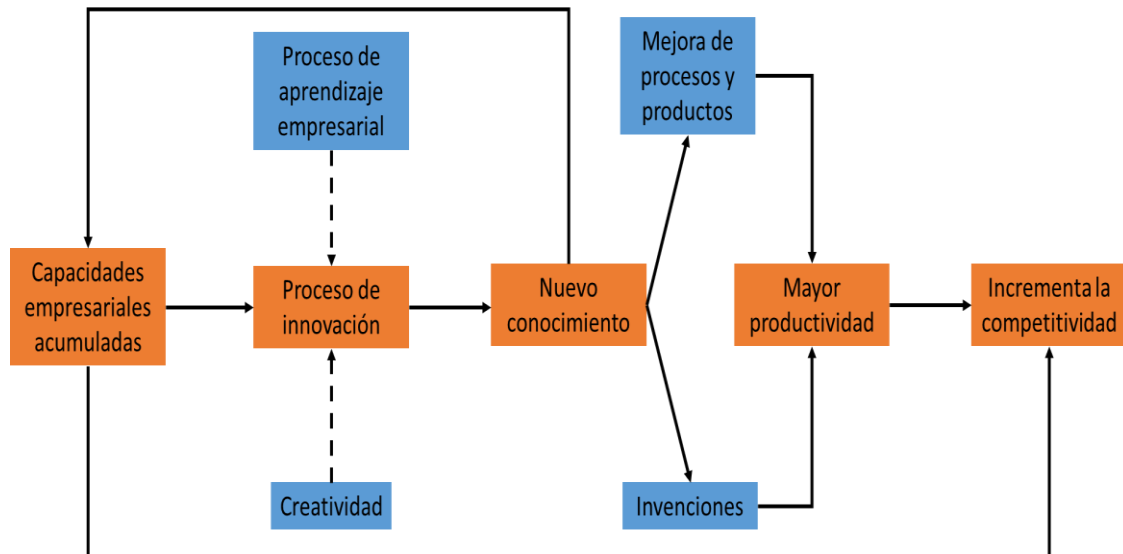 Proceso de
aprendizaje
empresarial
Mejora de
procesos y
productos
Capacidades
empresariales
acumuladas
Proceso de
innovación
Nuevo
conocimiento
Mayor
productividad
Incrementa la
competitividad
Creatividad
Invenciones